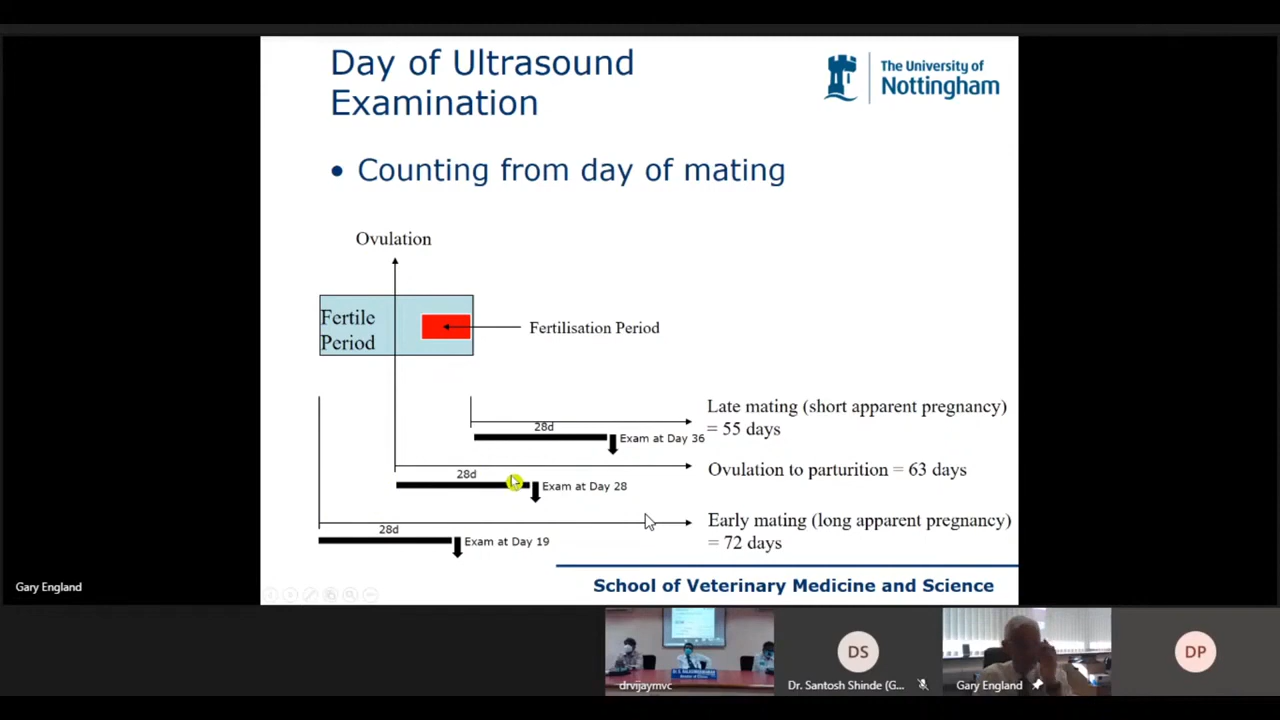 Day of Ultrasound
Examination
The University of
Nottingham
• Counting from day of mating
Ovulation
Fertile
Period
Fertilisation Period
Late mating (short apparent pregnancy)
= 55 days
28d
Exam at Day 36
Ovulation to parturition = 63 days
28d
Exam at Day 28
Early mating (long apparent pregnancy)
= 72 days
28d
Exam at Day 19
School of Veterinary Medicine and Science
Gary England
drvijaymvc
DS
Dr. Santosh Shinde (G...
Gary England
DP